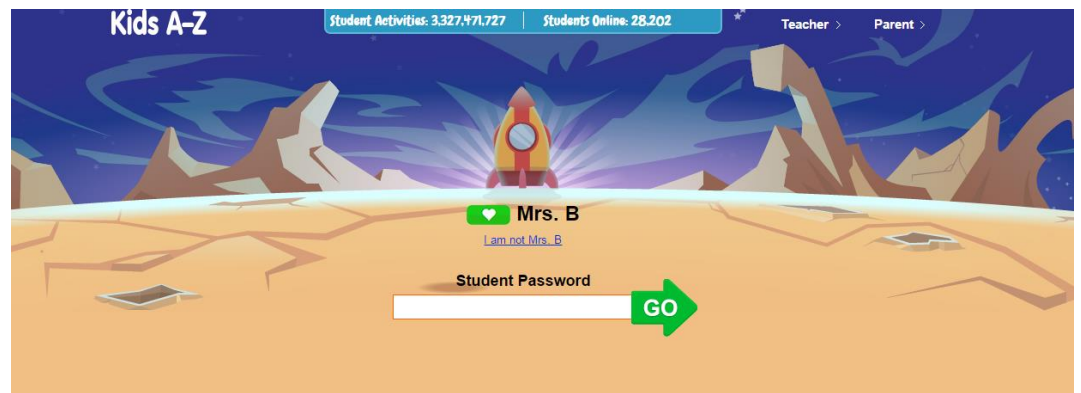 Kids A-Z
Student Activities: 3,327,471,727 Students Online: 28,202
Teacher > Parent >
Mrs. B
I am not Mrs. B
Student Password
GO